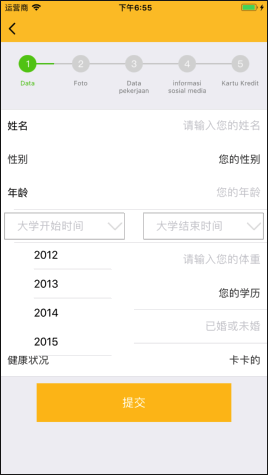 运营商 下午6:55
1 2 3 4 5
Data Foto Data pekerjaan informasi sosial media Kartu Kredit
姓名 请输入您的姓名
性别 您的性别
年龄 您的年龄
大学开始时间 大学结束时间
2012
请输入您的体重
2013
您的学历
2014
已婚或未婚
2015
健康状况 卡卡的
提交